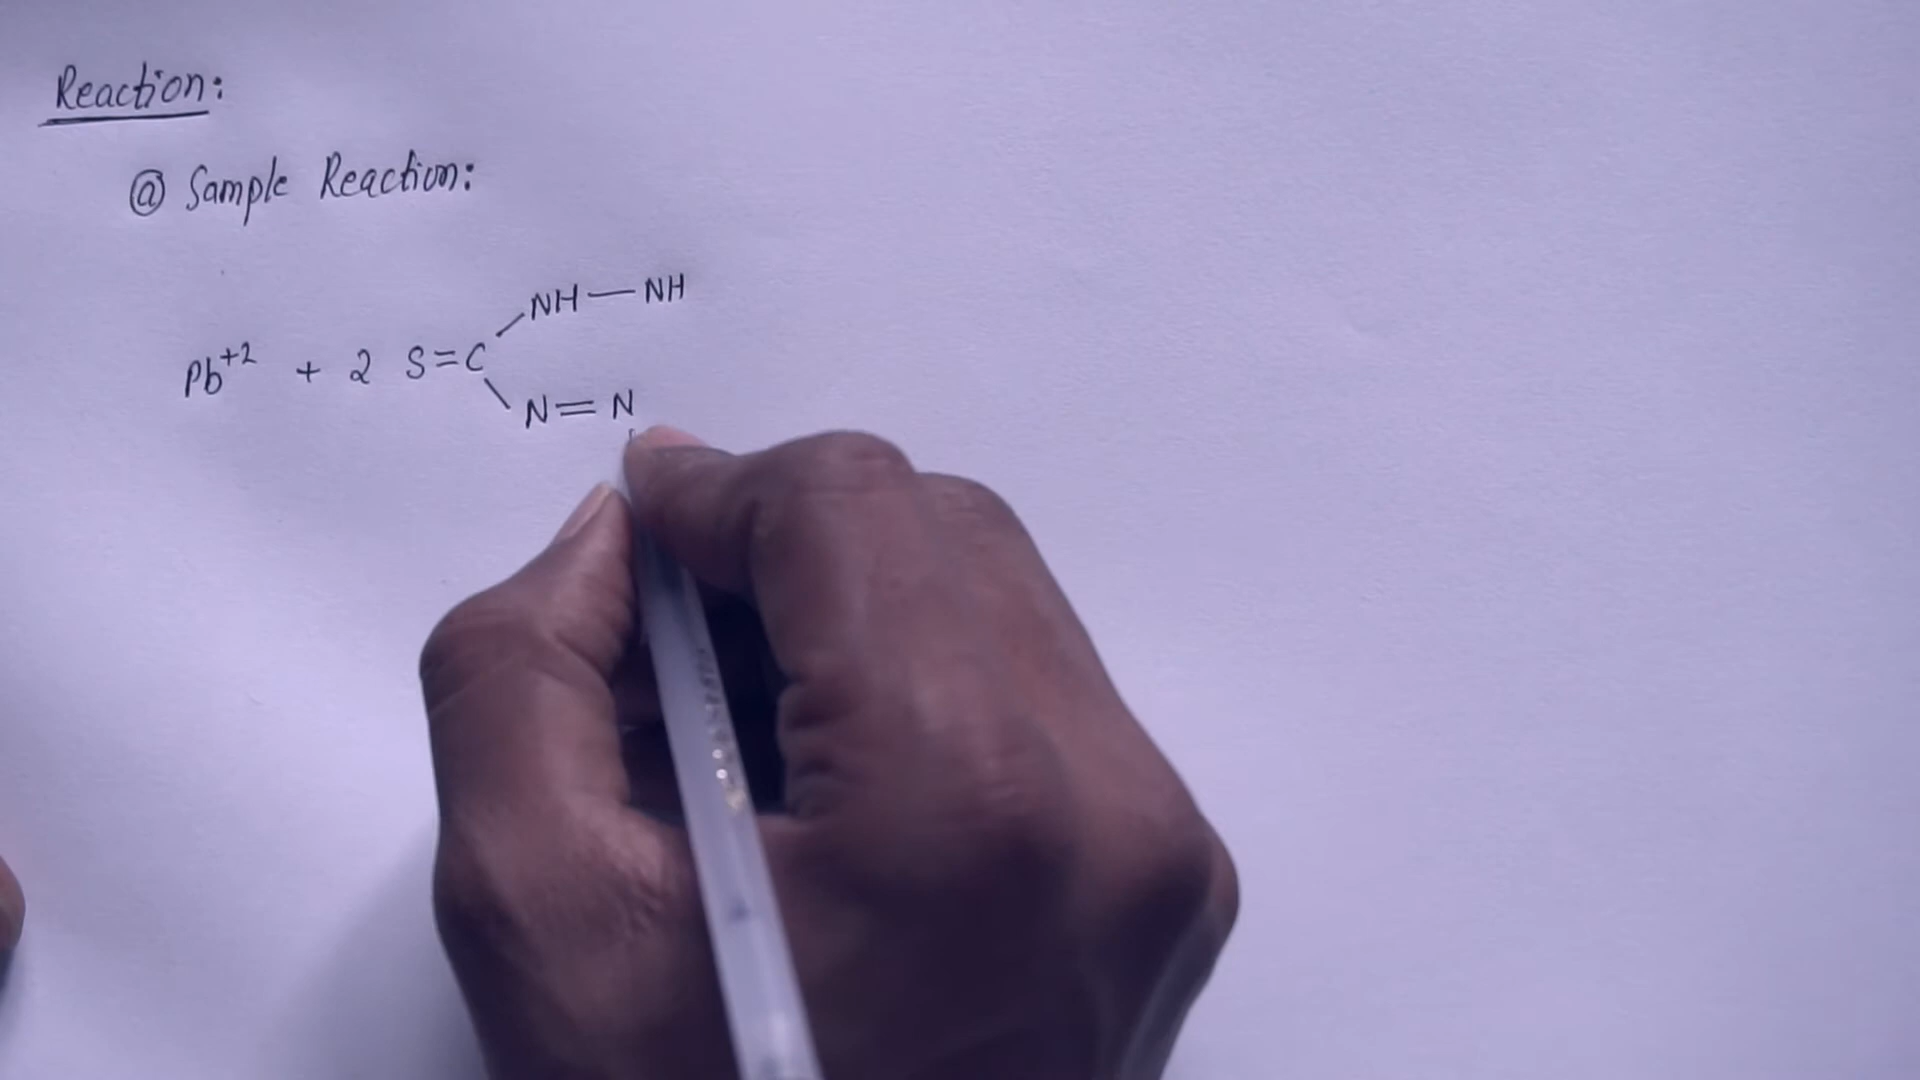 Reaction:
@ Sample Reaction:
NH — NH
Pb+2 + 2 S=C
N = N